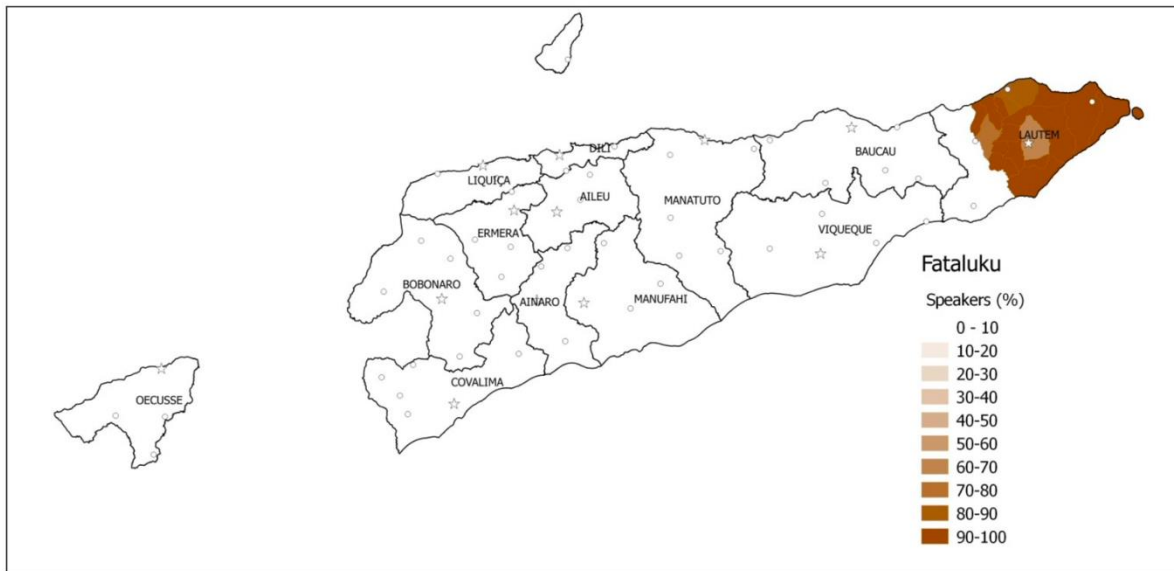 DILI
LAUTEM
BAUCAU
LIQUIÇA
AILEU
MANATUTO
ERMERA
VIQUEQUE
BOBONARO
AINARO
MANUFAHI
COVALIMA
OECUSSE
Fataluku
Speakers (%)
0 - 10
10-20
20-30
30-40
40-50
50-60
60-70
70-80
80-90
90-100